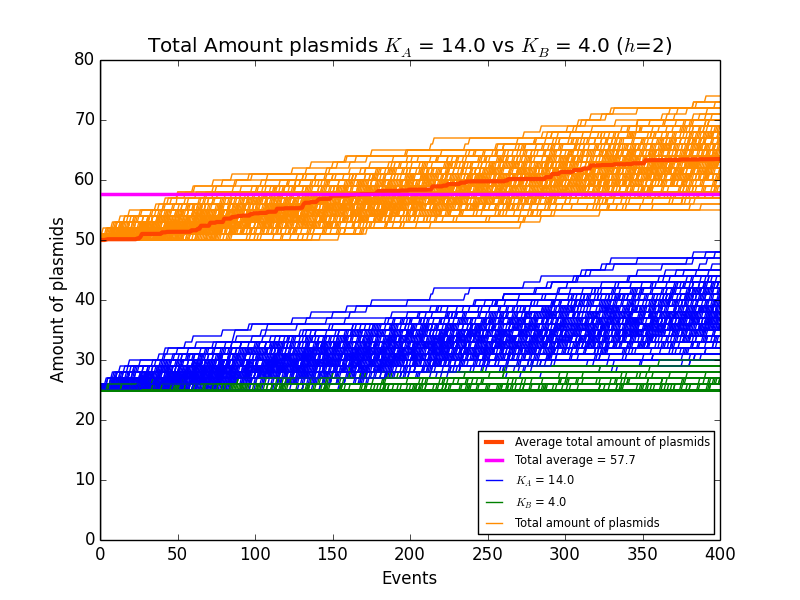 Total Amount plasmids K_A = 14.0 vs K_B = 4.0 (h=2)
80
70
60
50
40
30
20
10
0
Amount of plasmids
Average total amount of plasmids
Total average = 57.7
K_A = 14.0
K_B = 4.0
Total amount of plasmids
0 50 100 150 200 250 300 350 400
Events